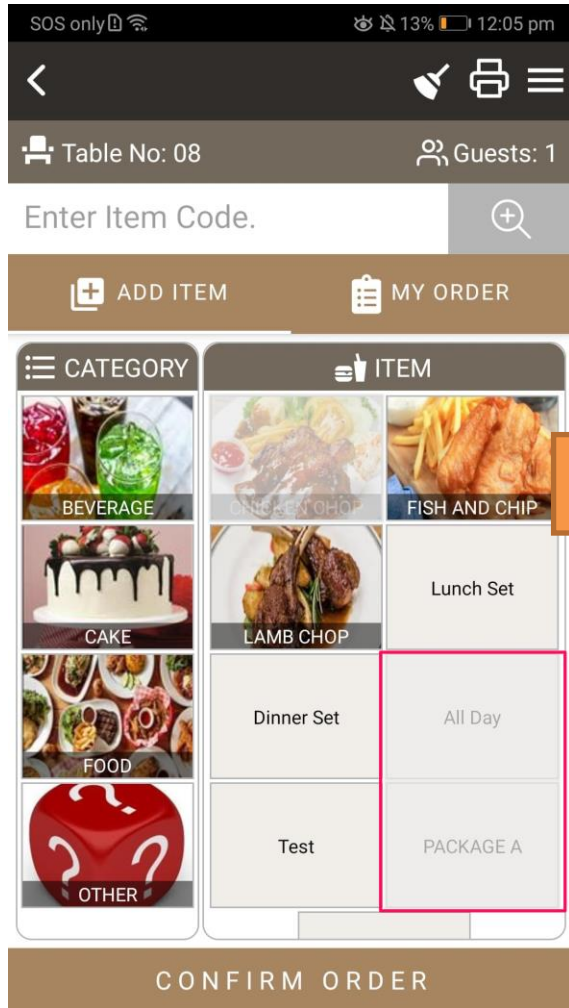 SOS only 13% 12:05 pm
Table No: 08 Guests: 1
Enter Item Code.
ADD ITEM MY ORDER
CATEGORY ITEM
BEVERAGE CHICKEN CHOP FISH AND CHIP
CAKE LAMB CHOP Lunch Set
FOOD Dinner Set All Day
OTHER Test PACKAGE A
CONFIRM ORDER